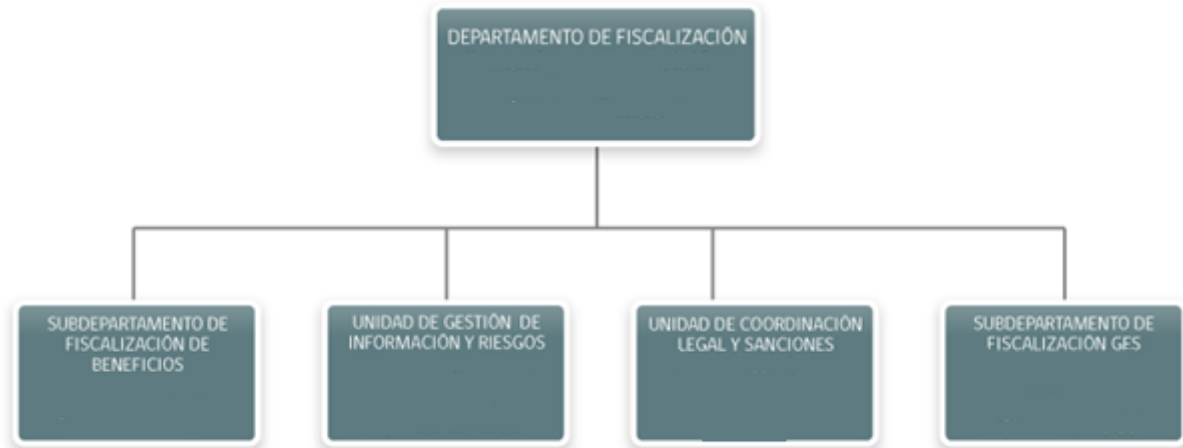 DEPARTAMENTO DE FISCALIZACIÓN
SUBDEPARTAMENTO DE
FISCALIZACIÓN DE
BENEFICIOS
UNIDAD DE GESTIÓN DE
INFORMACIÓN Y RIESGOS
UNIDAD DE COORDINACIÓN
LEGAL Y SANCIONES
SUBDEPARTAMENTO DE
FISCALIZACIÓN GES